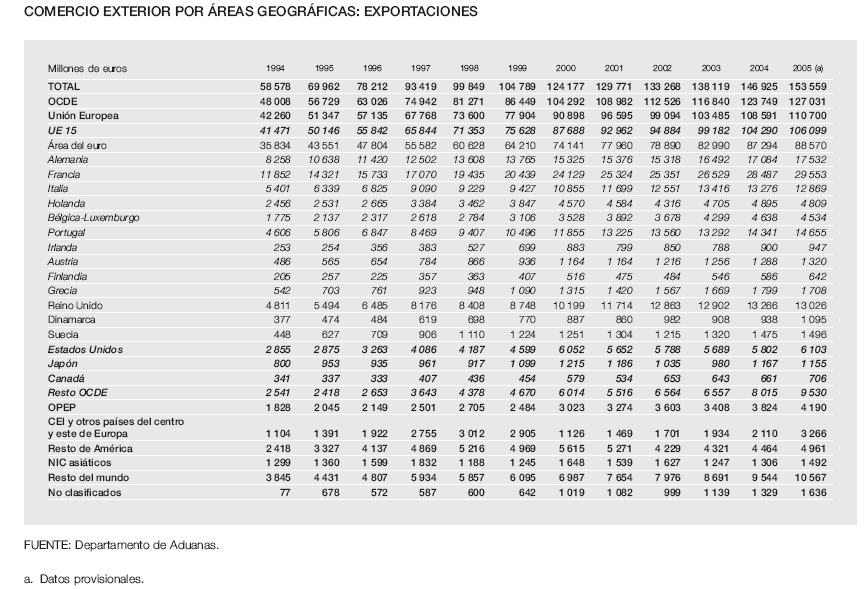 COMERCIO EXTERIOR POR ÁREAS GEOGRÁFICAS: EXPORTACIONES
Millones de euros 1994 1995 1996 1997 1998 1999 2000 2001 2002 2003 2004 2005 (a)
TOTAL 58 578 69 962 78 212 93 419 99 849 104 789 124 177 129 771 133 268 138 119 146 925 153 559
OCDE 48 008 56 729 63 026 74 942 81 271 86 449 104 292 108 982 112 526 116 840 123 749 127 031
Unión Europea 42 260 51 347 57 135 67 768 73 600 77 904 90 898 96 595 99 094 103 485 108 591 110 700
UE 15 41 471 50 146 55 842 65 844 71 353 75 628 87 688 92 962 94 884 99 182 104 290 106 099
Área del euro 35 834 43 551 47 804 55 582 60 628 64 210 74 141 77 960 78 890 82 990 87 294 88 570
Alemania 8 258 10 638 11 420 12 502 13 608 13 765 15 325 15 376 15 318 16 492 17 084 17 532
Francia 11 852 14 321 15 733 17 070 19 435 20 439 24 129 25 324 25 351 26 529 28 487 29 553
Italia 5 401 6 339 6 825 9 090 9 229 9 427 10 855 11 699 12 551 13 416 13 276 12 869
Holanda 2 456 2 531 2 665 3 384 3 462 3 847 4 570 4 584 4 316 4 705 4 895 4 809
Bélgica-Luxemburgo 1 775 2 137 2 317 2 618 2 784 3 106 3 528 3 892 3 678 4 299 4 638 4 534
Portugal 4 606 5 806 6 847 8 469 9 407 10 496 11 855 13 225 13 560 13 292 14 341 14 655
Irlanda 253 254 356 383 527 699 883 799 850 788 900 947
Austria 486 565 654 784 866 936 1 164 1 164 1 216 1 256 1 288 1 320
Finlandia 205 257 225 357 363 407 516 475 484 546 586 642
Grecia 542 703 761 923 948 1 090 1 315 1 420 1 567 1 669 1 799 1 708
Reino Unido 4 811 5 494 6 485 8 176 8 408 8 748 10 199 11 714 12 863 12 902 13 266 13 026
Dinamarca 377 474 484 619 698 770 887 860 982 908 938 1 095
Suecia 448 627 709 906 1 110 1 224 1 251 1 304 1 215 1 320 1 475 1 496
Estados Unidos 2 855 2 875 3 263 4 086 4 187 4 599 6 052 5 652 5 788 5 689 5 802 6 103
Japón 800 953 935 961 917 1 099 1 215 1 186 1 035 980 1 167 1 155
Canadá 341 337 333 407 436 454 579 534 653 643 661 706
Resto OCDE 2 541 2 418 2 653 3 643 4 378 4 670 6 014 5 516 6 564 6 557 8 015 9 530
OPEP 1 828 2 045 2 149 2 501 2 705 2 484 3 023 3 274 3 603 3 408 3 824 4 190
CEI y otros países del centro
y este de Europa 1 104 1 391 1 922 2 755 3 012 2 905 1 126 1 469 1 701 1 934 2 110 3 266
Resto de América 2 418 3 327 4 137 4 869 5 216 4 969 5 615 5 271 4 229 4 321 4 464 4 961
NIC asiáticos 1 299 1 360 1 599 1 832 1 188 1 245 1 648 1 539 1 627 1 247 1 306 1 492
Resto del mundo 3 845 4 431 4 807 5 934 5 857 6 095 6 987 7 654 7 976 8 691 9 544 10 567
No clasificados 77 678 572 587 600 642 1 019 1 082 999 1 139 1 329 1 636
FUENTE: Departamento de Aduanas.
a. Datos provisionales.